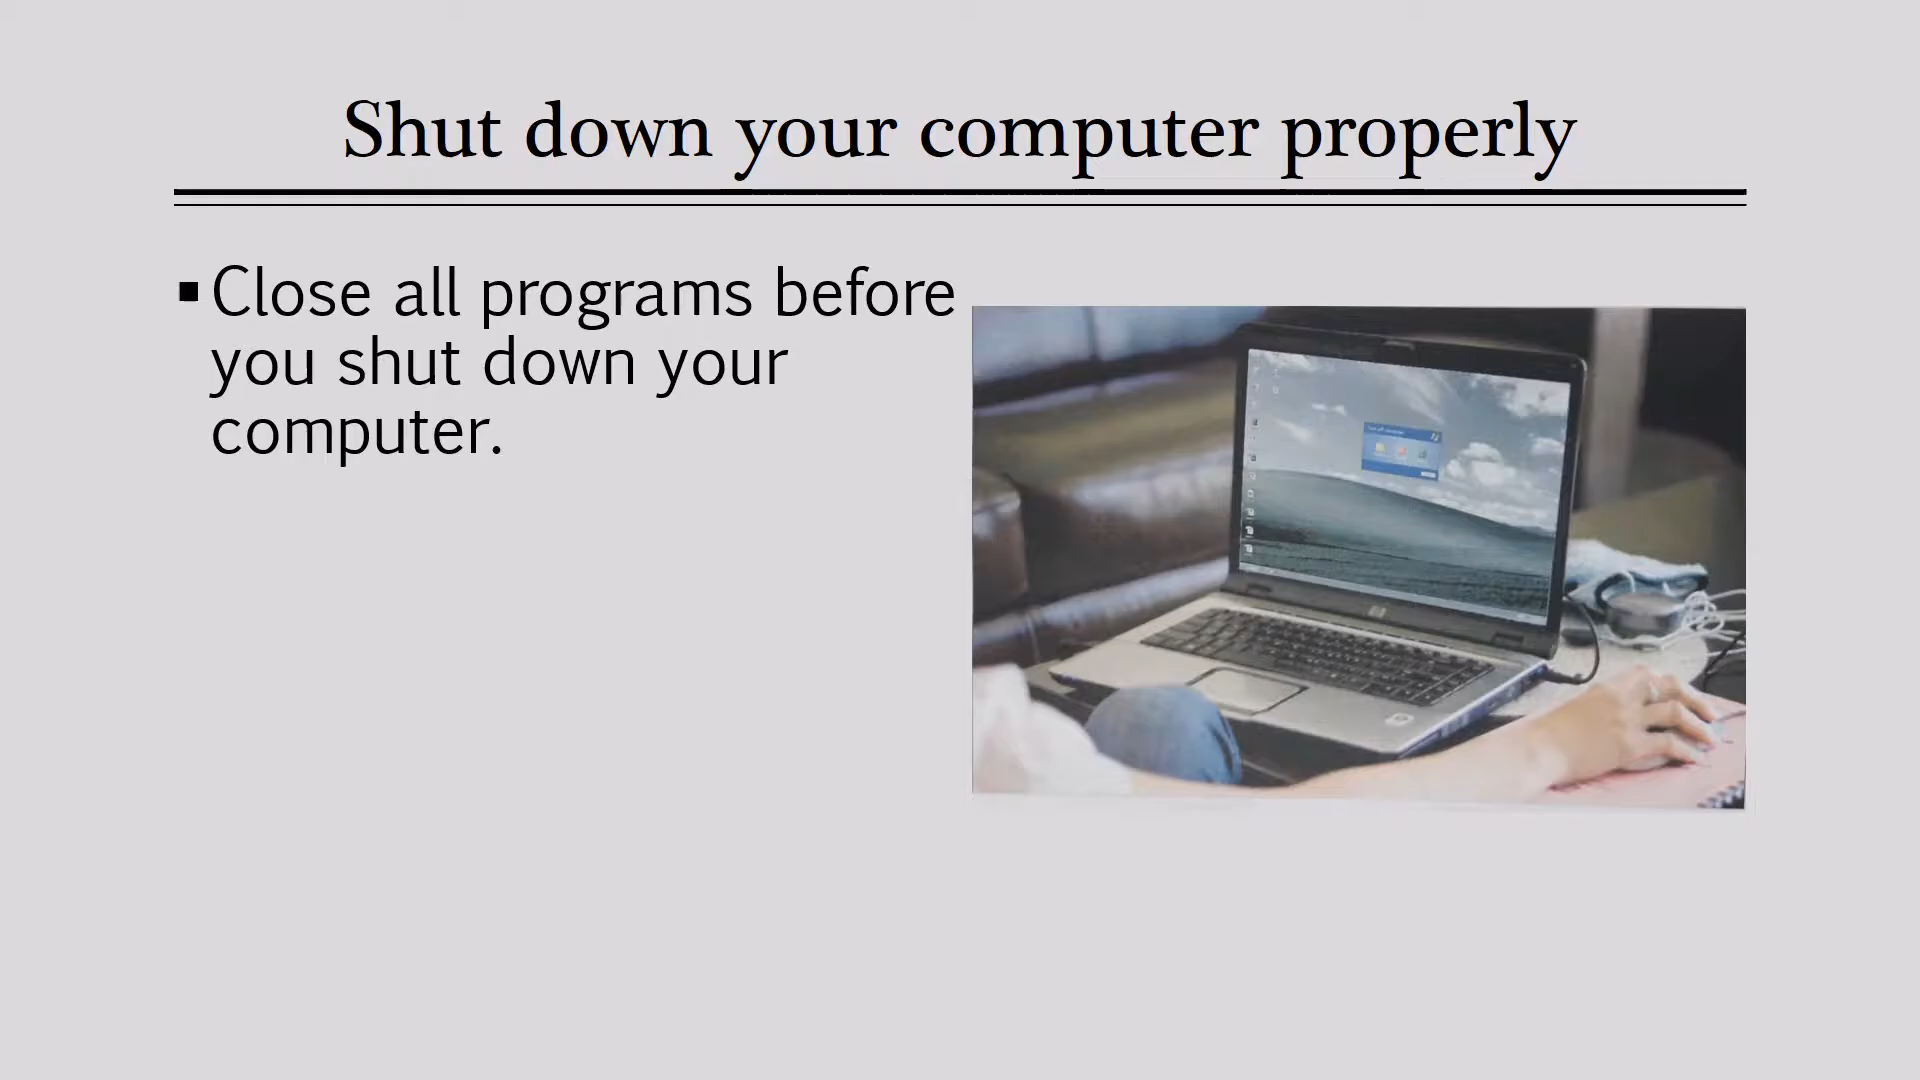 Shut down your computer properly
▪Close all programs before
you shut down your
computer.